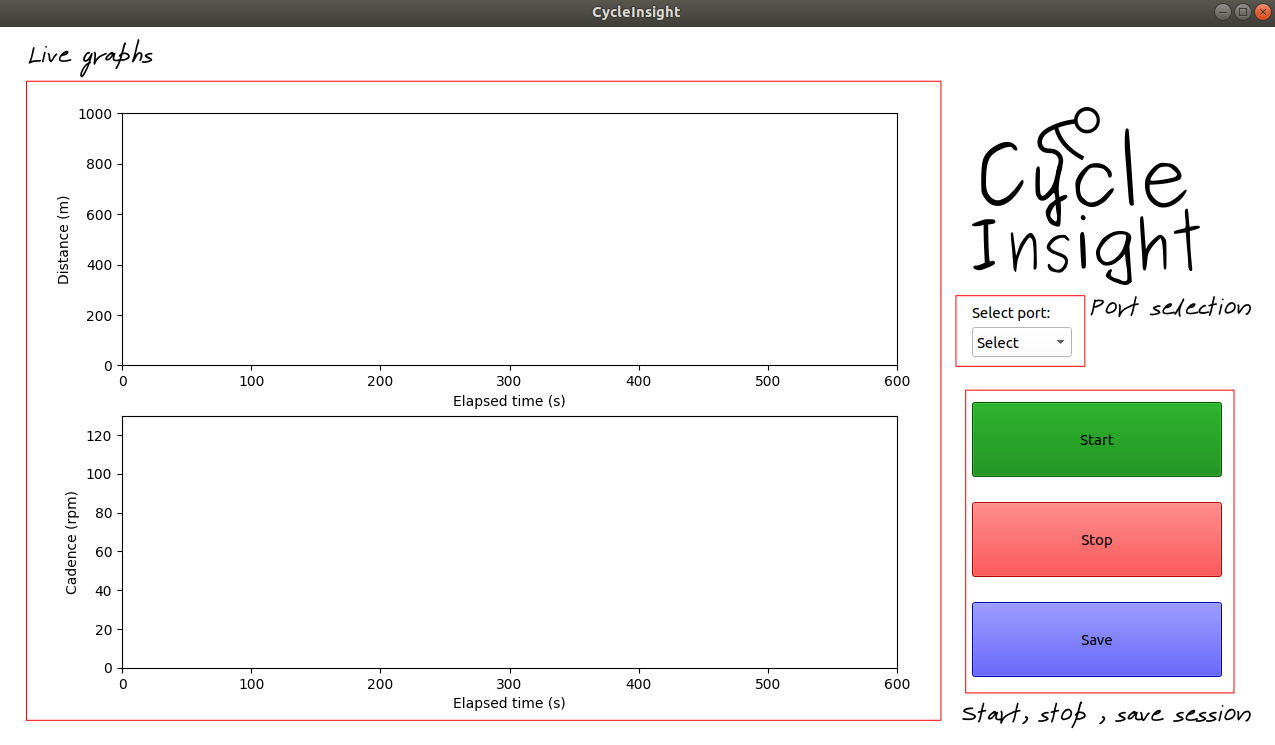 CycleInsight
Live graphs
1000
800
600
400
200
0
Distance (m)
0 100 200 300 400 500 600
Elapsed time (s)
120
100
80
60
40
20
0
Cadence (rpm)
0 100 200 300 400 500 600
Elapsed time (s)
Cycle
Insight
Select port:
Select
Port selection
Start
Stop
Save
Start, stop , save session